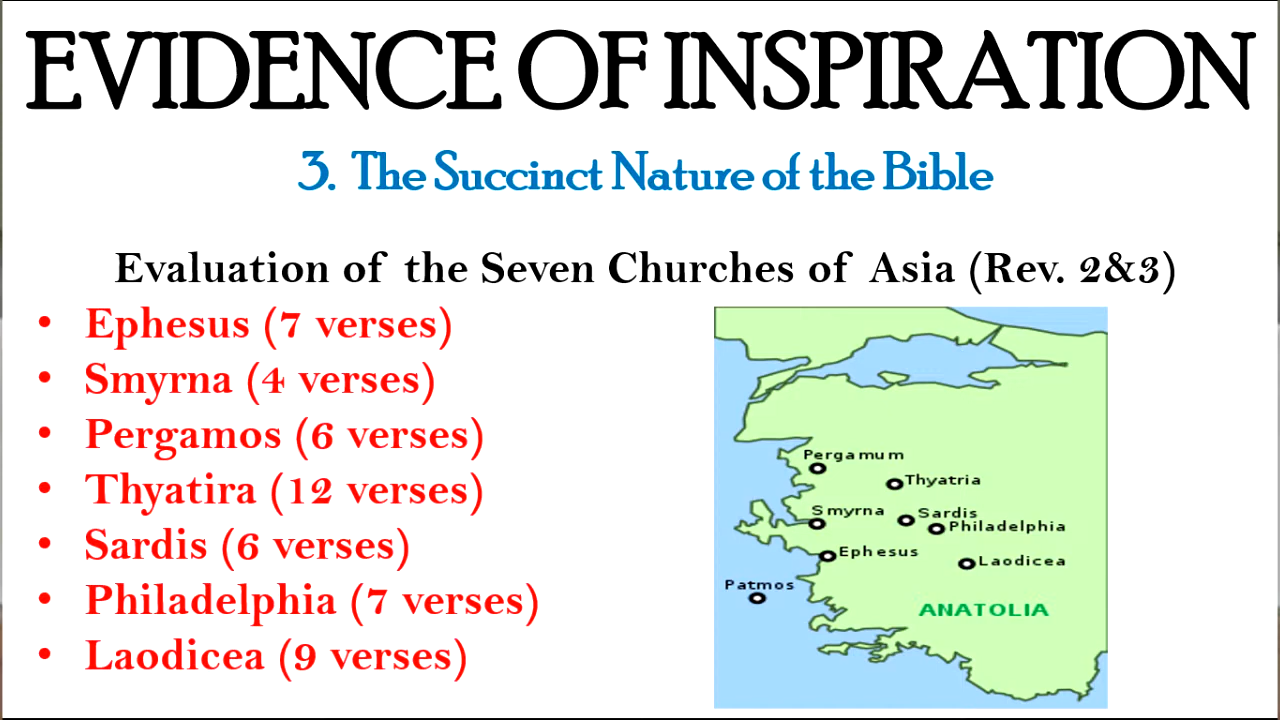 EVIDENCE OF INSPIRATION
3. The Succinct Nature of the Bible
Evaluation of the Seven Churches of Asia (Rev. 2&3)
• Ephesus (7 verses)
• Smyrna (4 verses)
• Pergamos (6 verses)
• Thyatira (12 verses)
• Sardis (6 verses)
• Philadelphia (7 verses)
• Laodicea (9 verses)
Pergamum
Thyatria
Smyrna
Sardis
Philadelphia
Ephesus
Laodicea
Patmos
ANATOLIA